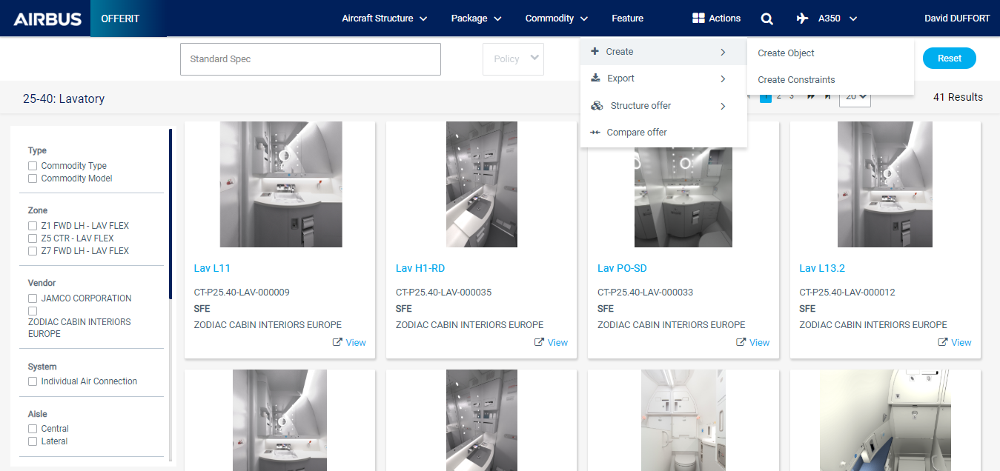 AIRBUS
OFFERIT
Aircraft Structure
Package
Commodity
Feature
Actions
A350
David DUFFORT
Standard Spec
Policy
Create
Export
Structure offer
Compare offer
Create Object
Create Constraints
Reset
25-40: Lavatory
1 2 3
20
41 Results
Type
Commodity Type
Commodity Model
Zone
Z1 FWD LH - LAV FLEX
Z5 CTR - LAV FLEX
Z7 FWD LH - LAV FLEX
Vendor
JAMCO CORPORATION
ZODIAC CABIN INTERIORS
EUROPE
System
Individual Air Connection
Aisle
Central
Lateral
Lav L11
CT-P25.40-LAV-000009
SFE
ZODIAC CABIN INTERIORS EUROPE
View
Lav H1-RD
CT-P25.40-LAV-000035
SFE
ZODIAC CABIN INTERIORS EUROPE
View
Lav PO-SD
CT-P25.40-LAV-000033
SFE
ZODIAC CABIN INTERIORS EUROPE
View
Lav L13.2
CT-P25.40-LAV-000012
SFE
ZODIAC CABIN INTERIORS EUROPE
View